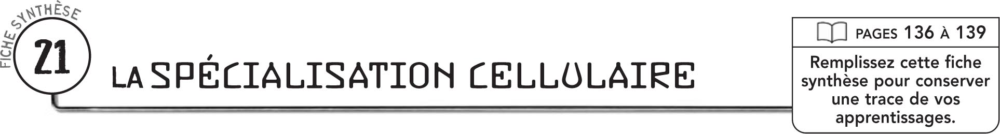 FICHE SYNTHÈSE
21
LA SPÉCIALISATION CELLULAIRE
PAGES 136 À 139
Remplissez cette fiche
synthèse pour conserver
une trace de vos
apprentissages.